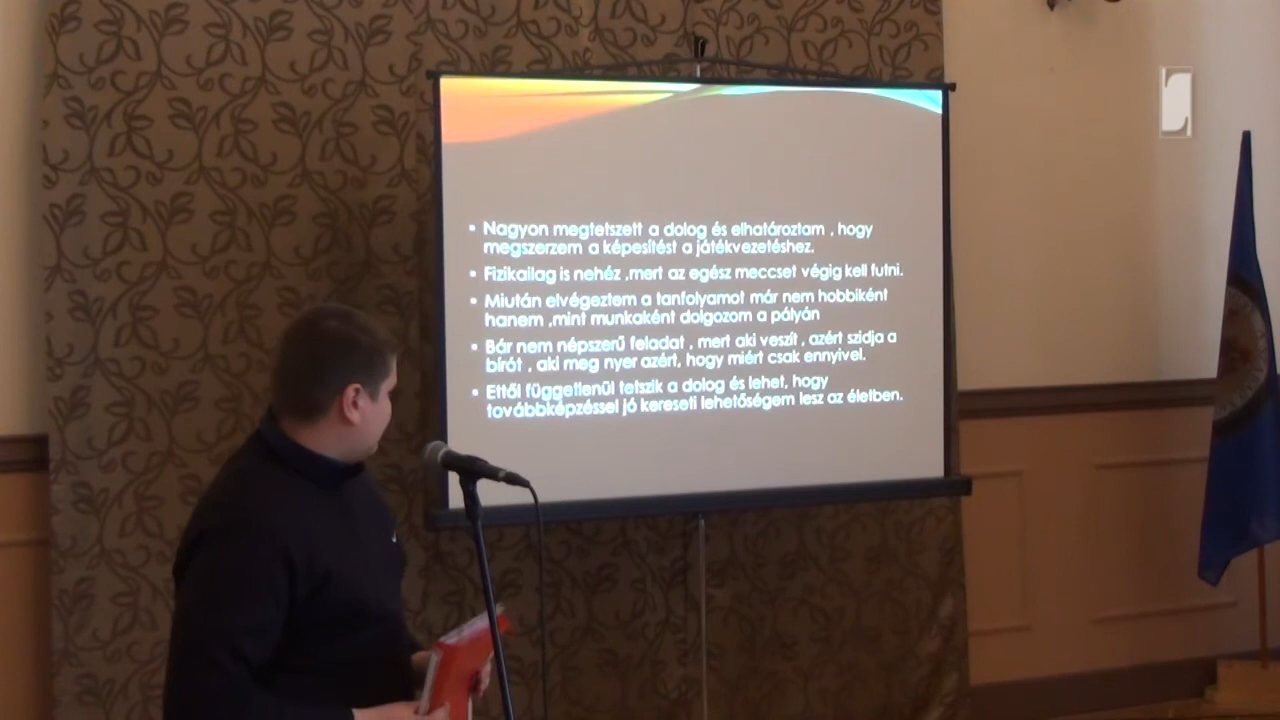 • Nagyon megtetszett a dolog és elhatároztam , hogy
megszerzem a képesítést a játékvezetéshez.
• Fizikailag is nehéz ,mert az egész meccset végig kell futni.
• Miután elvégeztem a tanfolyamot már nem hobbiként
hanem ,mint munkaként dolgozom a pályán
• Bár nem népszerű feladat , mert aki veszít , azért szidja a
bírót , aki meg nyer azért, hogy miért csak ennyivel.
• Ettől függetlenül tetszik a dolog és lehet, hogy
továbbképzéssel jó kereseti lehetőségem lesz az életben.